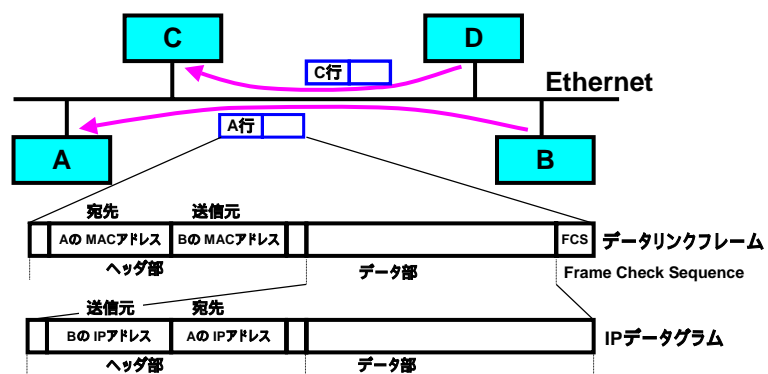 C
D
C行
Ethernet
A行
A
B
宛先 送信元
Aの MACアドレス Bの MACアドレス FCS データリンクフレーム
ヘッダ部 データ部 Frame Check Sequence
送信元 宛先
Bの IPアドレス Aの IPアドレス IPデータグラム
ヘッダ部 データ部